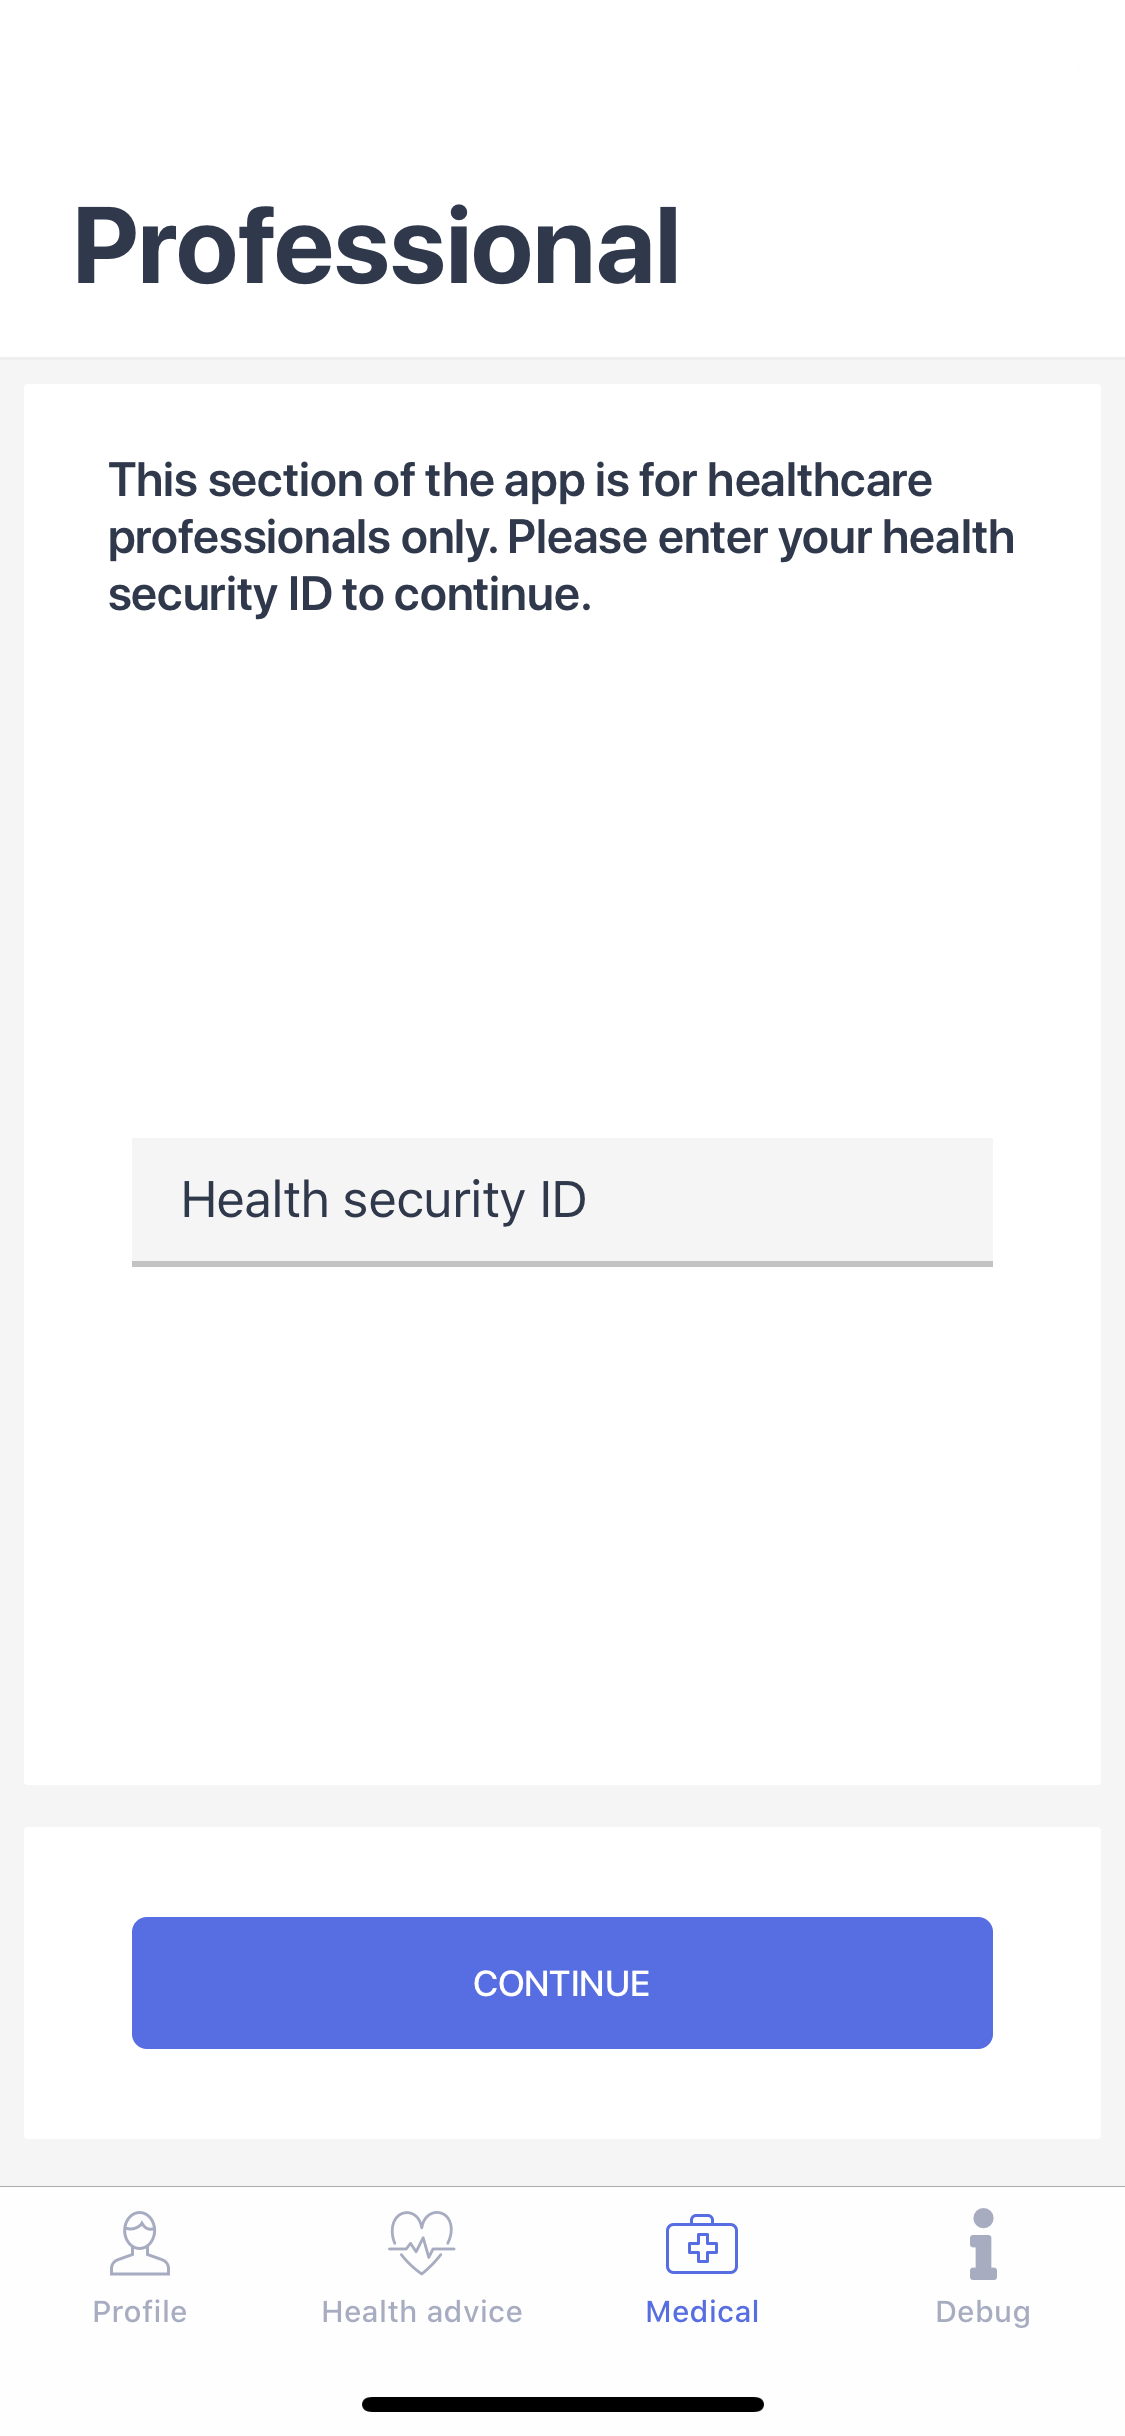 Professional
This section of the app is for healthcare
professionals only. Please enter your health
security ID to continue.
Health security ID
CONTINUE
Profile
Health advice
Medical
Debug